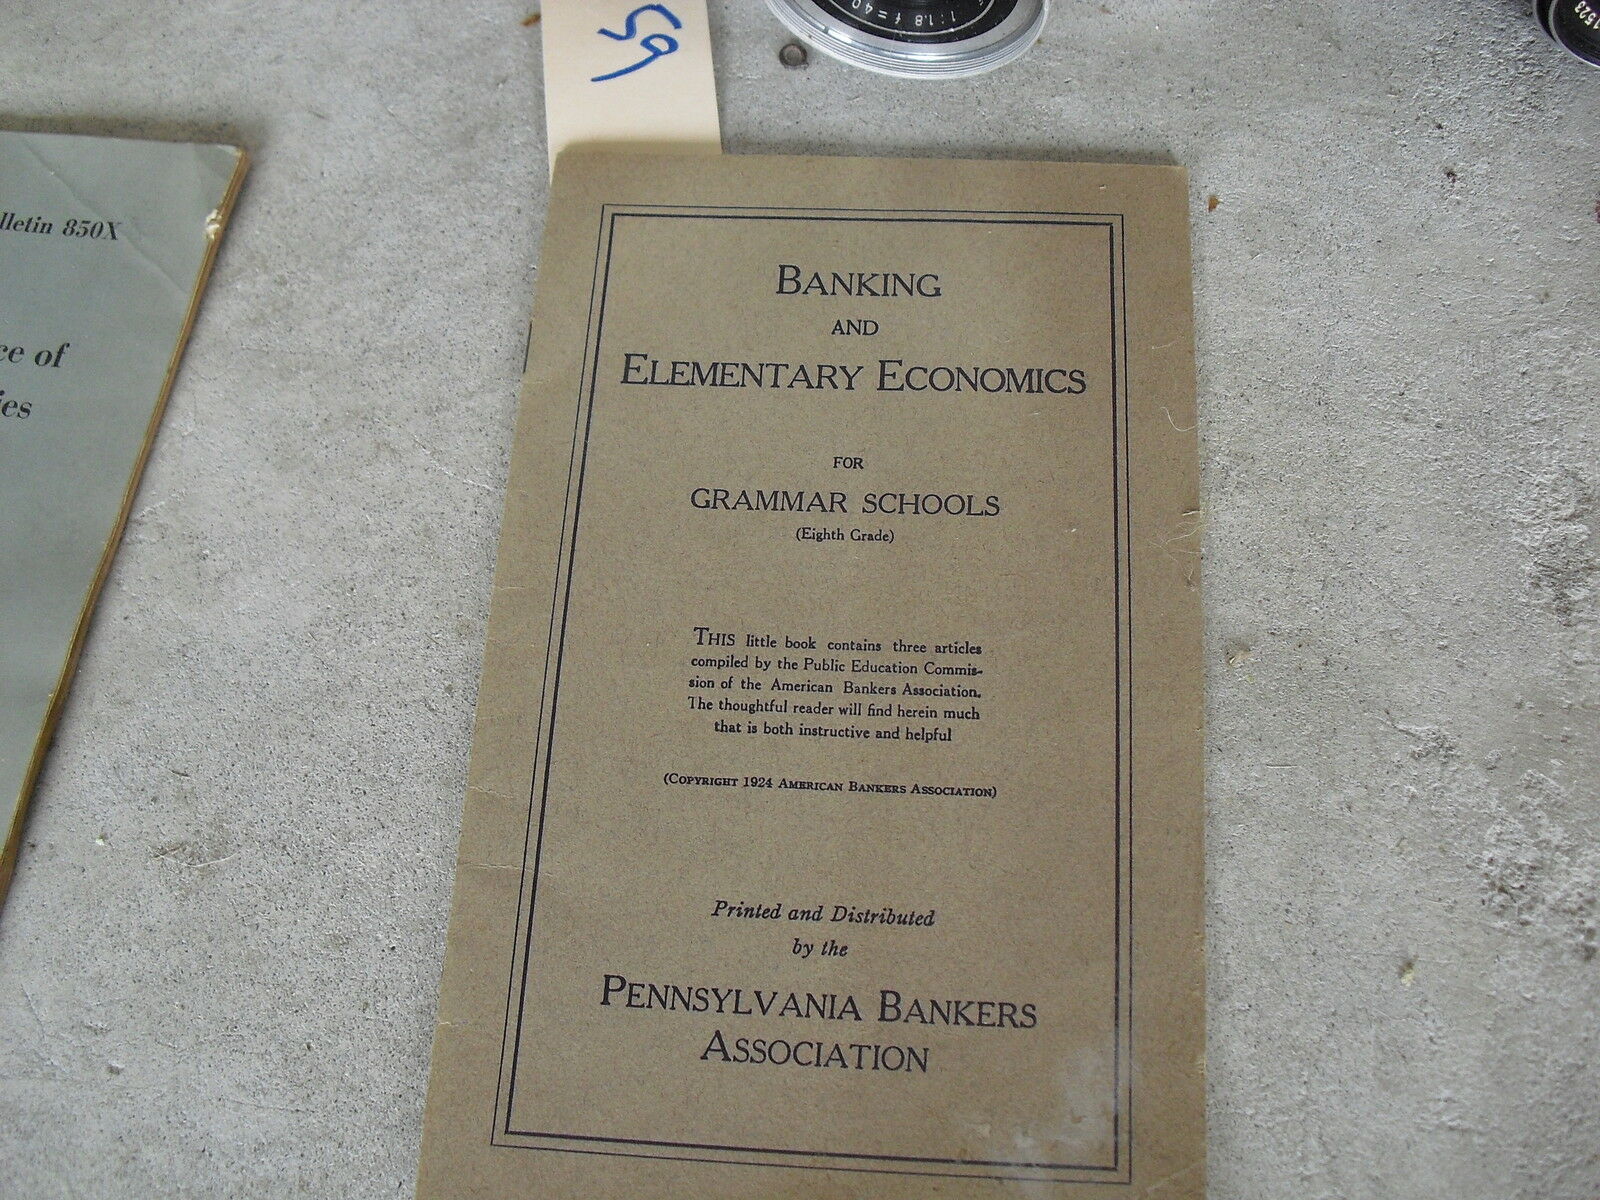 59
1:1.8 f=40
1523
lletin 850X
ce of
ies
BANKING
AND
ELEMENTARY ECONOMICS
FOR
GRAMMAR SCHOOLS
(Eighth Grade)
THIS little book contains three articles
compiled by the Public Education Commis-
sion of the American Bankers Association.
The thoughtful reader will find herein much
that is both instructive and helpful
(COPYRIGHT 1924 AMERICAN BANKERS ASSOCIATION)
Printed and Distributed
by the
PENNSYLVANIA BANKERS
ASSOCIATION